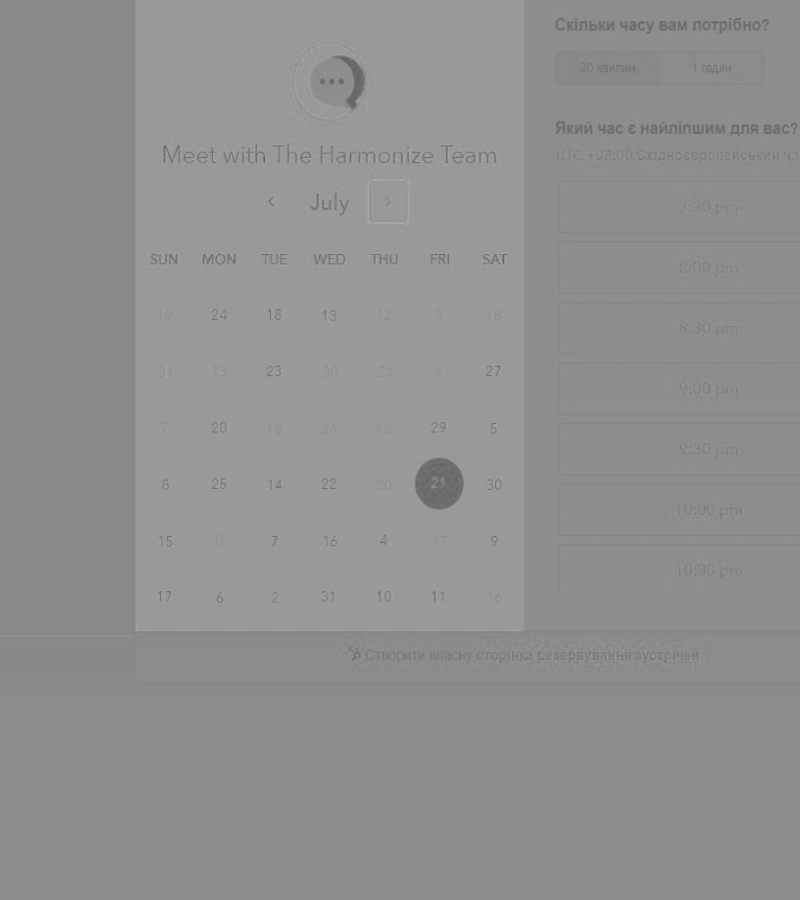 Meet with The Harmonize Team
July
SUN MON TUE WED THU FRI SAT
19 24 18 13 12 9 18
31 13 23 30 24 4 27
7 20 18 26 18 29 5
8 25 14 22 20 21 30
15 15 7 16 4 17 9
17 6 2 31 10 11 16
Скільки часу вам потрібно?
30 хвилин 1 годин
Який час є найліпшим для вас?
UTC +03:00 Східноєвропейський
7:30 pm
8:00 pm
8:30 pm
9:00 pm
9:30 pm
10:00 pm
10:30 pm
Створити власну сторінка резервування зустрічей